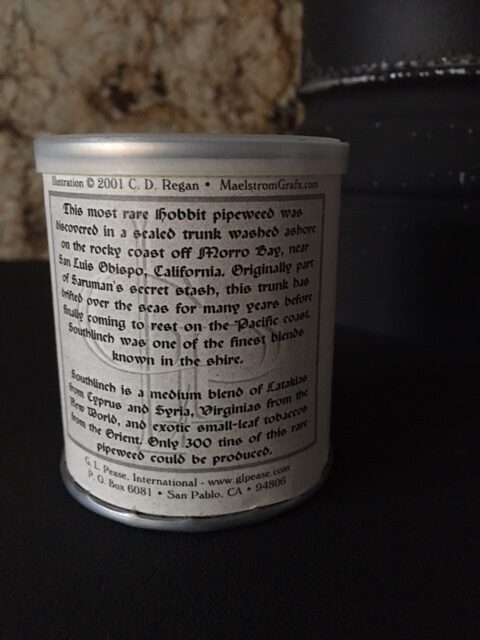 Illustration © 2001 C. D. Regan • MaelstromGrafx.com
This most rare Hobbit pipeweed was
discovered in a sealed trunk washed ashore
on the rocky coast off Morro Bay, near
San Luis Obispo, California. Originally part
of Saruman's secret stash, this trunk has
drifted over the seas for many years before
finally coming to rest on the Pacific coast.
Southlinch was one of the finest blends
known in the shire.
Southlinch is a medium blend of Latakias
from Cyprus and Syria, Virginias from the
New World, and exotic small-leaf tobaccos
from the Orient. Only 300 tins of this rare
pipeweed could be produced.
G. L. Pease, International - www.glpease.com
P. O. Box 6081 • San Pablo, CA • 94806